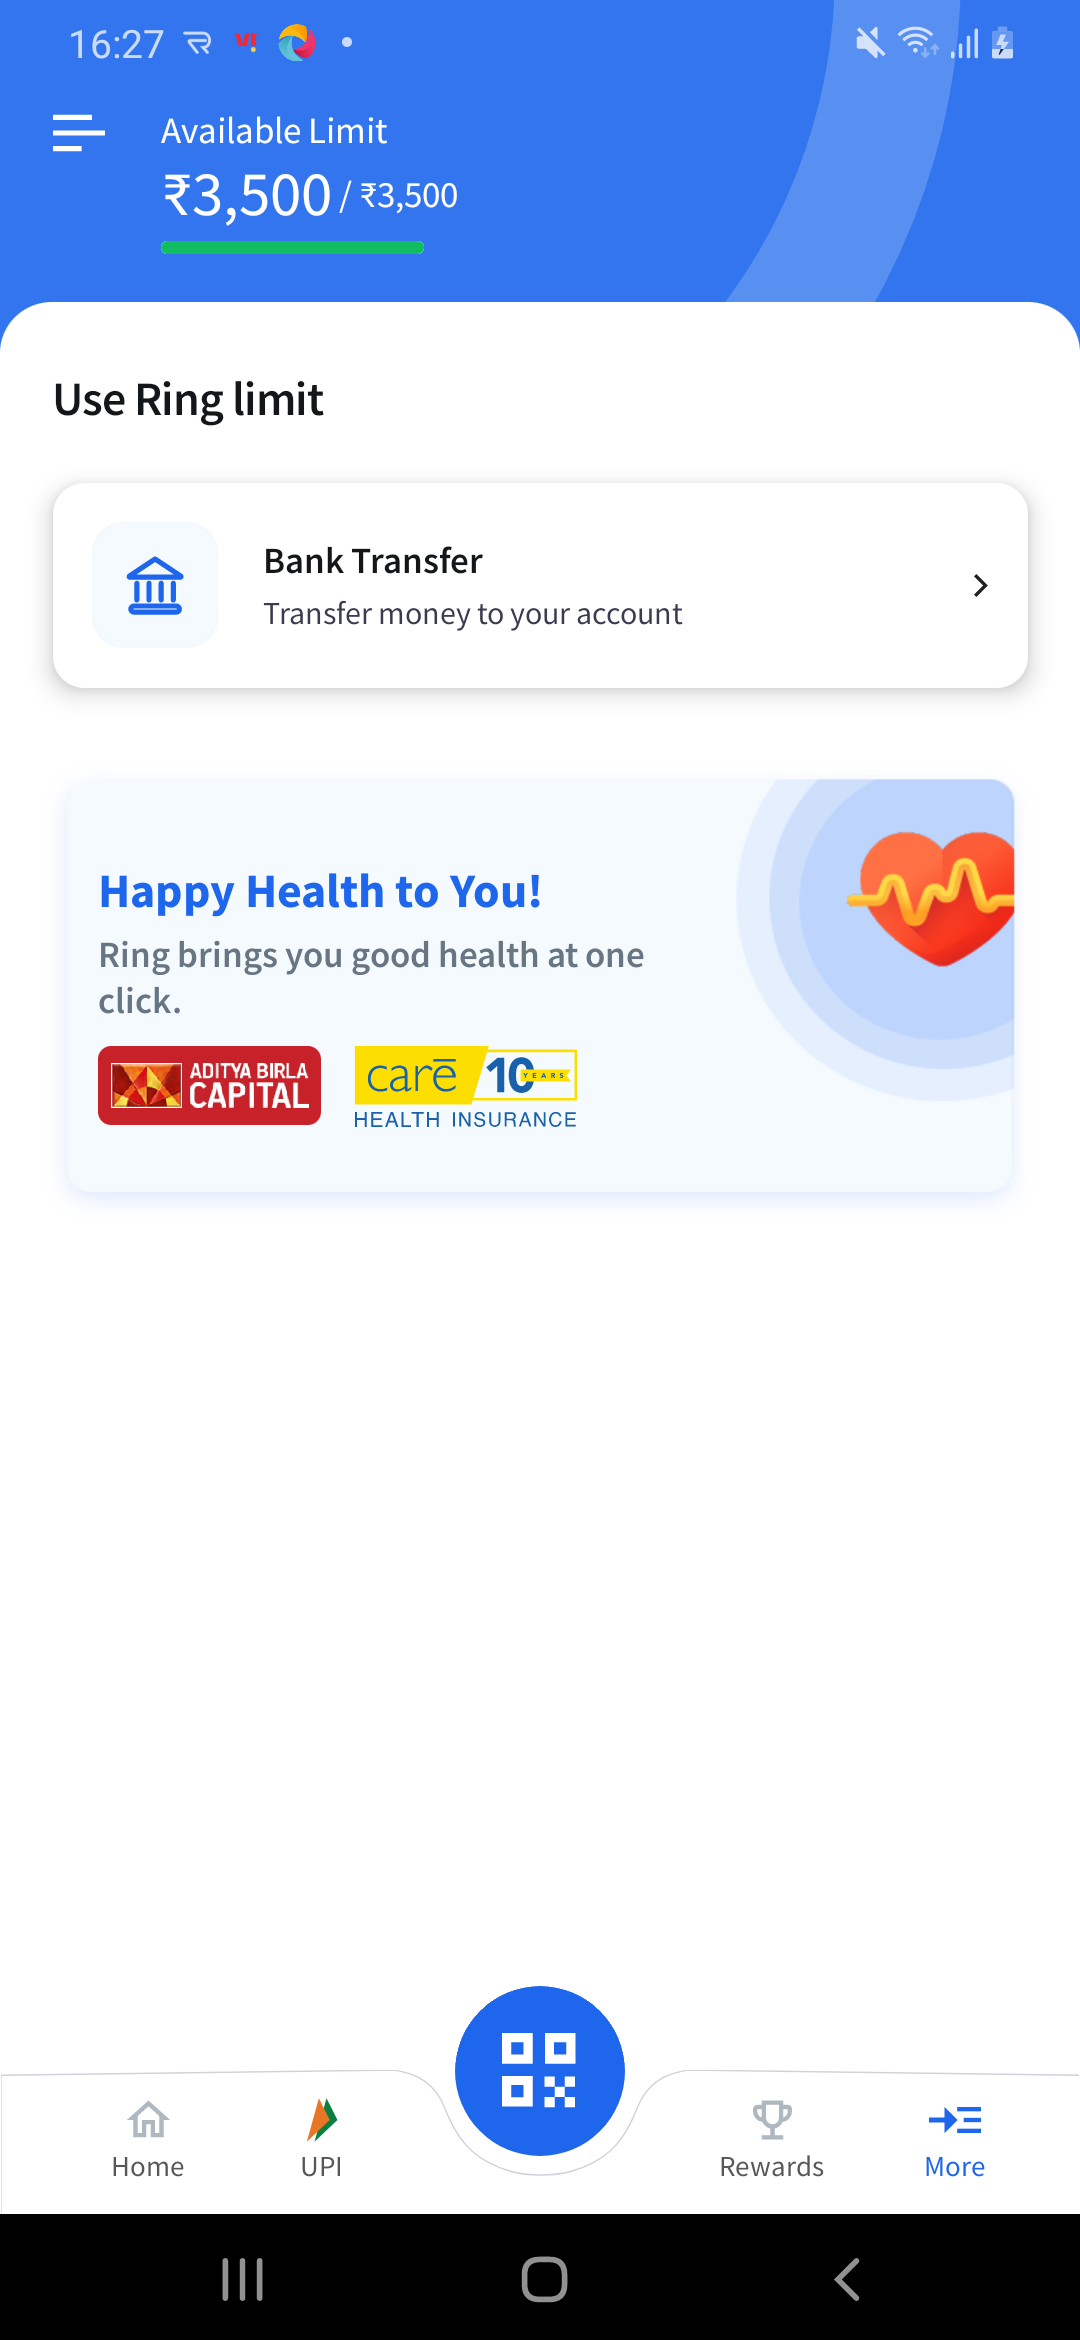 16:27
Available Limit
₹3,500 / ₹3,500
Use Ring limit
Bank Transfer
Transfer money to your account
Happy Health to You!
Ring brings you good health at one
click.
ADITYA BIRLA
CAPITAL
carē 10 YEARS
HEALTH INSURANCE
Home
UPI
Rewards
More